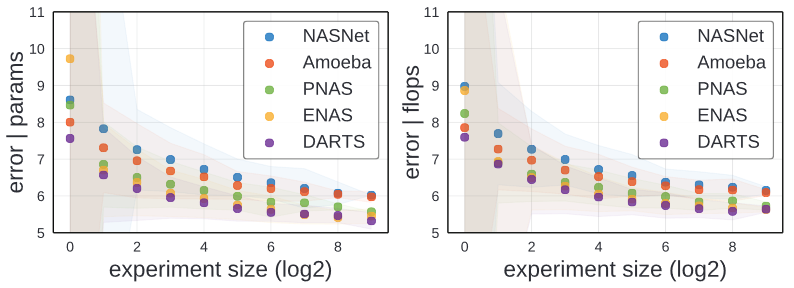 11
10
9
8
7
6
5
error | params
0
2
4
6
8
experiment size (log2)
NASNet
Amoeba
PNAS
ENAS
DARTS
11
10
9
8
7
6
5
error | flops
0
2
4
6
8
experiment size (log2)
NASNet
Amoeba
PNAS
ENAS
DARTS